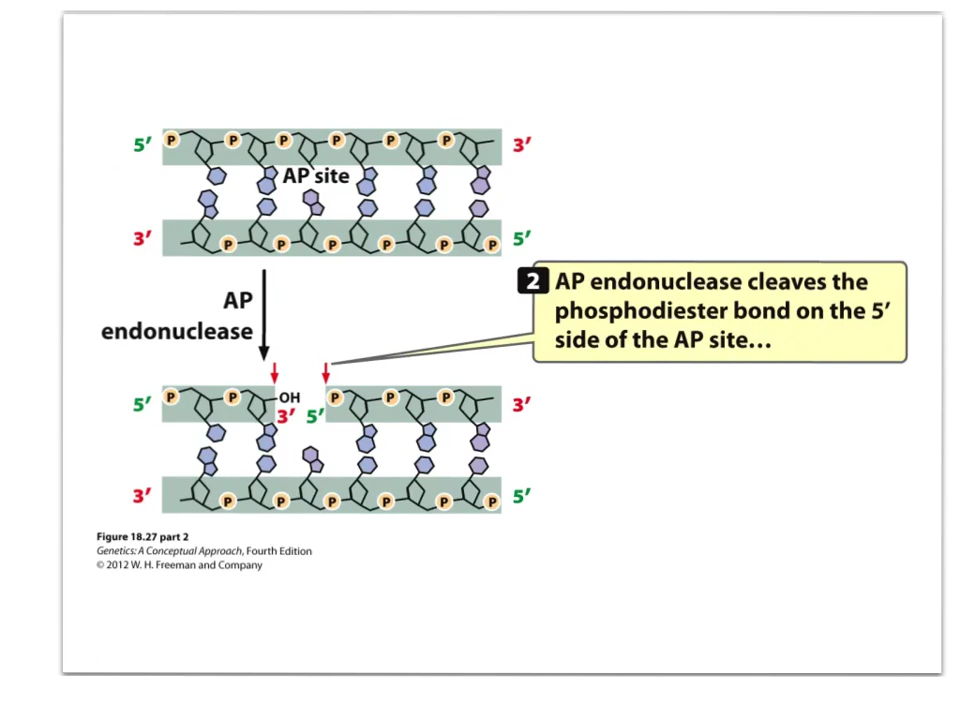 5′ P P P P P P 3′
AP site
3′ P P P P P P 5′
2 AP endonuclease cleaves the
phosphodiester bond on the 5′
side of the AP site...
AP
endonuclease
5′ P P OH P P P 3′
3′ 5′
3′ P P P P P P 5′
Figure 18.27 part 2
Genetics: A Conceptual Approach, Fourth Edition
© 2012 W. H. Freeman and Company